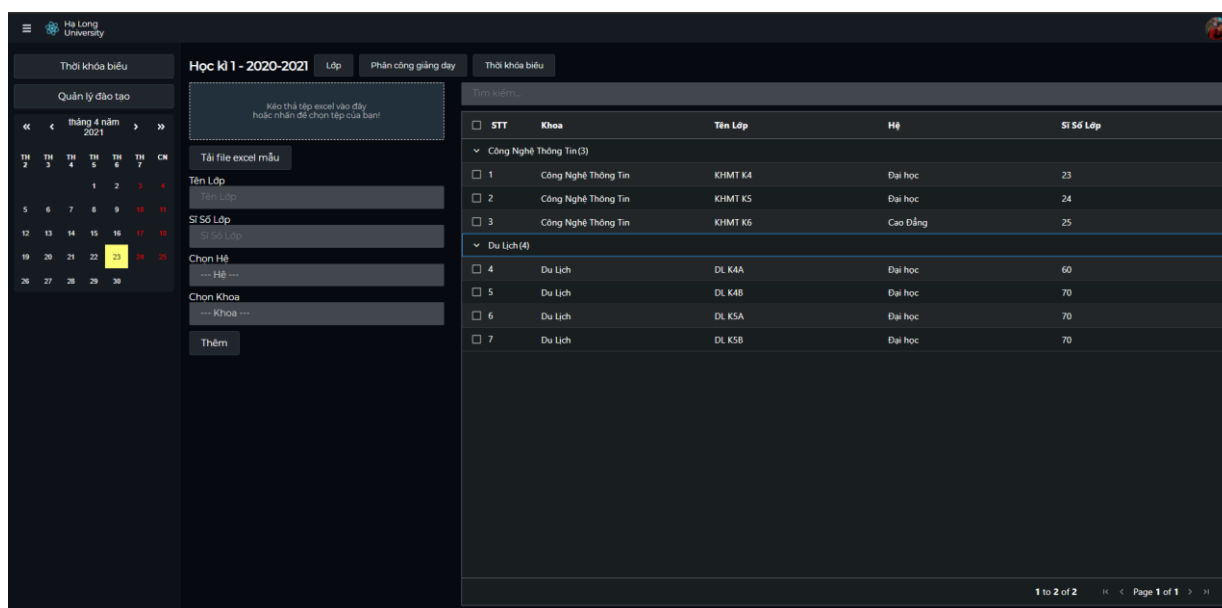 Hạ Long
University
Thời khóa biểu
Quản lý đào tạo
« ‹ tháng 4 năm 2021 › »
TH 2 TH 3 TH 4 TH 5 TH 6 TH 7 CN
1 2 3 4
5 6 7 8 9 10 11
12 13 14 15 16 17 18
19 20 21 22 23 24 25
26 27 28 29 30
Học kì 1 - 2020-2021 Lớp Phân công giảng dạy Thời khóa biểu
Kéo thả tệp excel vào đây
hoặc nhấn để chọn tệp của bạn!
Tải file excel mẫu
Tên Lớp
Tên Lớp
Sĩ Số Lớp
Sĩ Số Lớp
Chọn Hệ
--- Hệ ---
Chọn Khoa
--- Khoa ---
Thêm
Tìm kiếm...
STT Khoa Tên Lớp Hệ Sĩ Số Lớp
Công Nghệ Thông Tin(3)
1 Công Nghệ Thông Tin KHMT K4 Đại học 23
2 Công Nghệ Thông Tin KHMT K5 Đại học 24
3 Công Nghệ Thông Tin KHMT K6 Cao Đẳng 25
Du Lịch(4)
4 Du Lịch DL K4A Đại học 60
5 Du Lịch DL K4B Đại học 70
6 Du Lịch DL K5A Đại học 70
7 Du Lịch DL K5B Đại học 70
1 to 2 of 2 Page 1 of 1